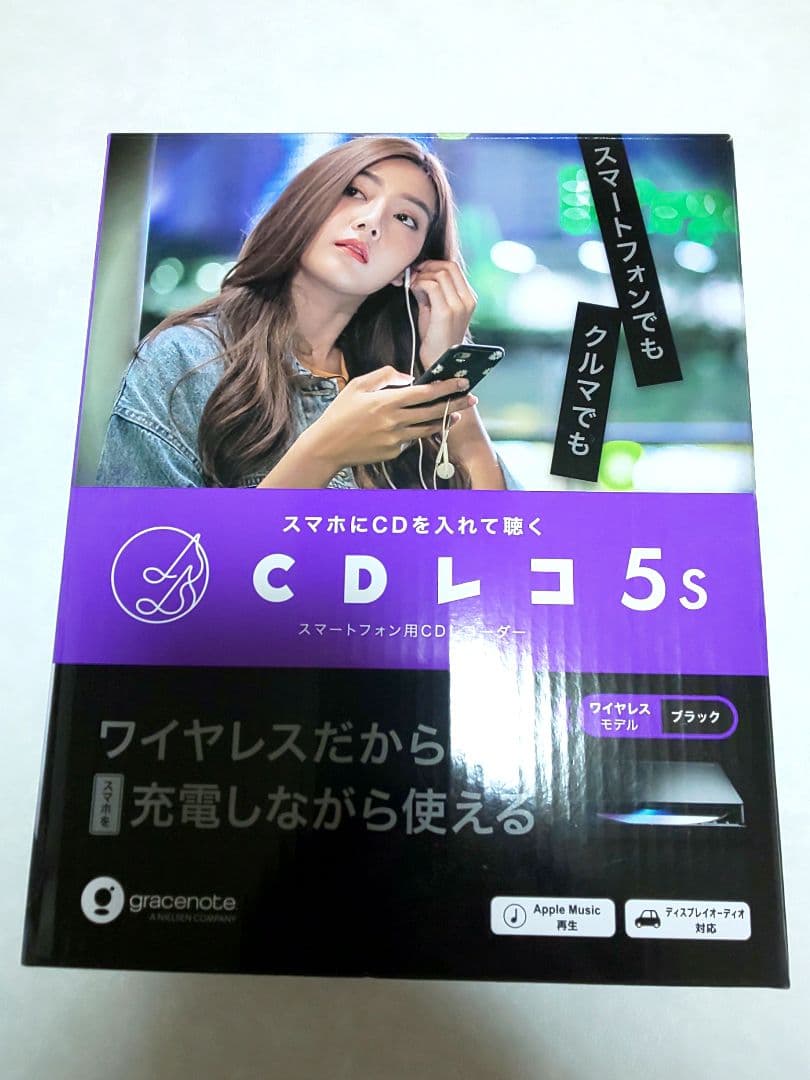 スマートフォンでも
クルマでも
スマホにCDを入れて聴く
CDレコ 5s
スマートフォン用CDレコーダー
ワイヤレス
モデル
ブラック
ワイヤレスだから
スマホを
充電しながら使える
gracenote
A NIELSEN COMPANY
Apple Music
再生
ディスプレイオーディオ
対応